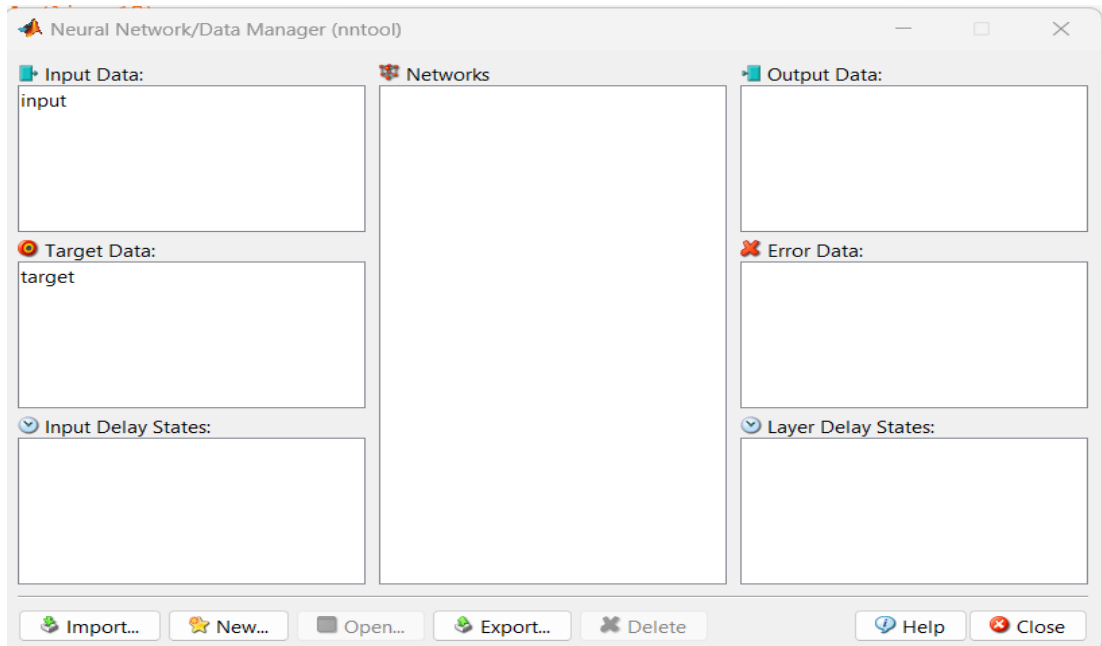 Neural Network/Data Manager (nntool)
Input Data:
input
Networks
Output Data:
Target Data:
target
Error Data:
Input Delay States:
Layer Delay States:
Import... New... Open... Export... Delete Help Close